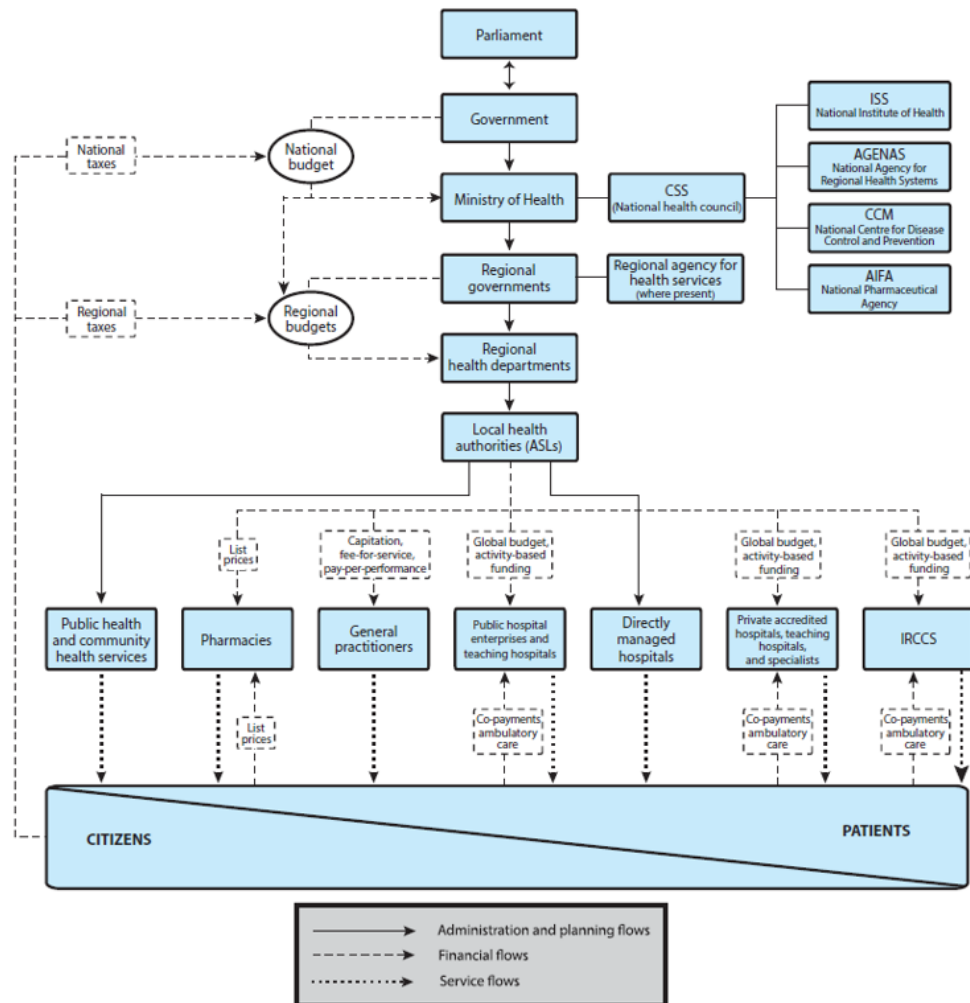 Parliament
Government
ISS
National Institute of Health
National
taxes
National
budget
AGENAS
National Agency for
Regional Health Systems
Ministry of Health
CSS
(National health council)
CCM
National Centre for Disease
Control and Prevention
Regional
governments
Regional agency for
health services
(where present)
AIFA
National Pharmaceutical
Agency
Regional
taxes
Regional
budgets
Regional
health departments
Local health
authorities (ASLs)
List
prices
Capitation,
fee-for-service,
pay-per-performance
Global budget,
activity-based
funding
Global budget,
activity-based
funding
Global budget,
activity-based
funding
Public health
and community
health services
Pharmacies
General
practitioners
Public hospital
enterprises and
teaching hospitals
Directly
managed
hospitals
Private accredited
hospitals, teaching
hospitals,
and specialists
IRCCS
List
prices
Co-payments
ambulatory
care
Co-payments
ambulatory
care
Co-payments
ambulatory
care
CITIZENS
PATIENTS
Administration and planning flows
Financial flows
Service flows